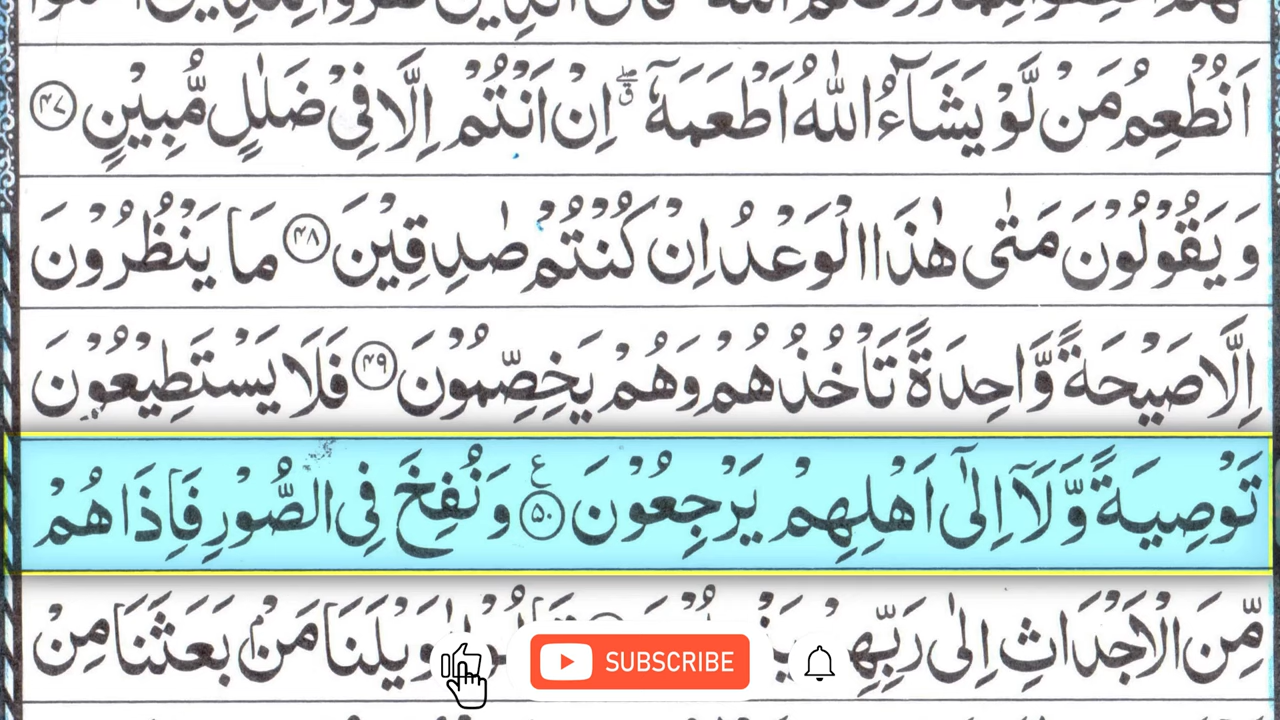 اَنُطْعِمُ مَنْ لَّوْ يَشَآءُ اللّٰهُ اَطْعَمَهٗۤ ۖق اِنْ اَنْتُمْ اِلَّا فِیْ ضَلٰلٍ مُّبِیْنٍ ﴿۴۷﴾
وَ یَقُوْلُوْنَ مَتٰی هٰذَا الْوَعْدُ اِنْ كُنْتُمْ صٰدِقِیْنَ ﴿۴۸﴾ مَا یَنْظُرُوْنَ
اِلَّا صَیْحَةً وَّاحِدَةً تَاْخُذُهُمْ وَهُمْ یَخِصِّمُوْنَ ﴿۴۹﴾ فَلَا یَسْتَطِیْعُوْنَ
تَوْصِیَةً وَّلَاۤ اِلٰۤی اَهْلِهِمْ یَرْجِعُوْنَ ﴿۵۰﴾ ع وَنُفِخَ فِی الصُّوْرِ فَاِذَا هُمْ
مِّنَ الْاَجْدَاثِ اِلٰی رَبِّهِمْ یٰوَیْلَنَا مَنْۢ بَعَثَنَا مِنْ
SUBSCRIBE